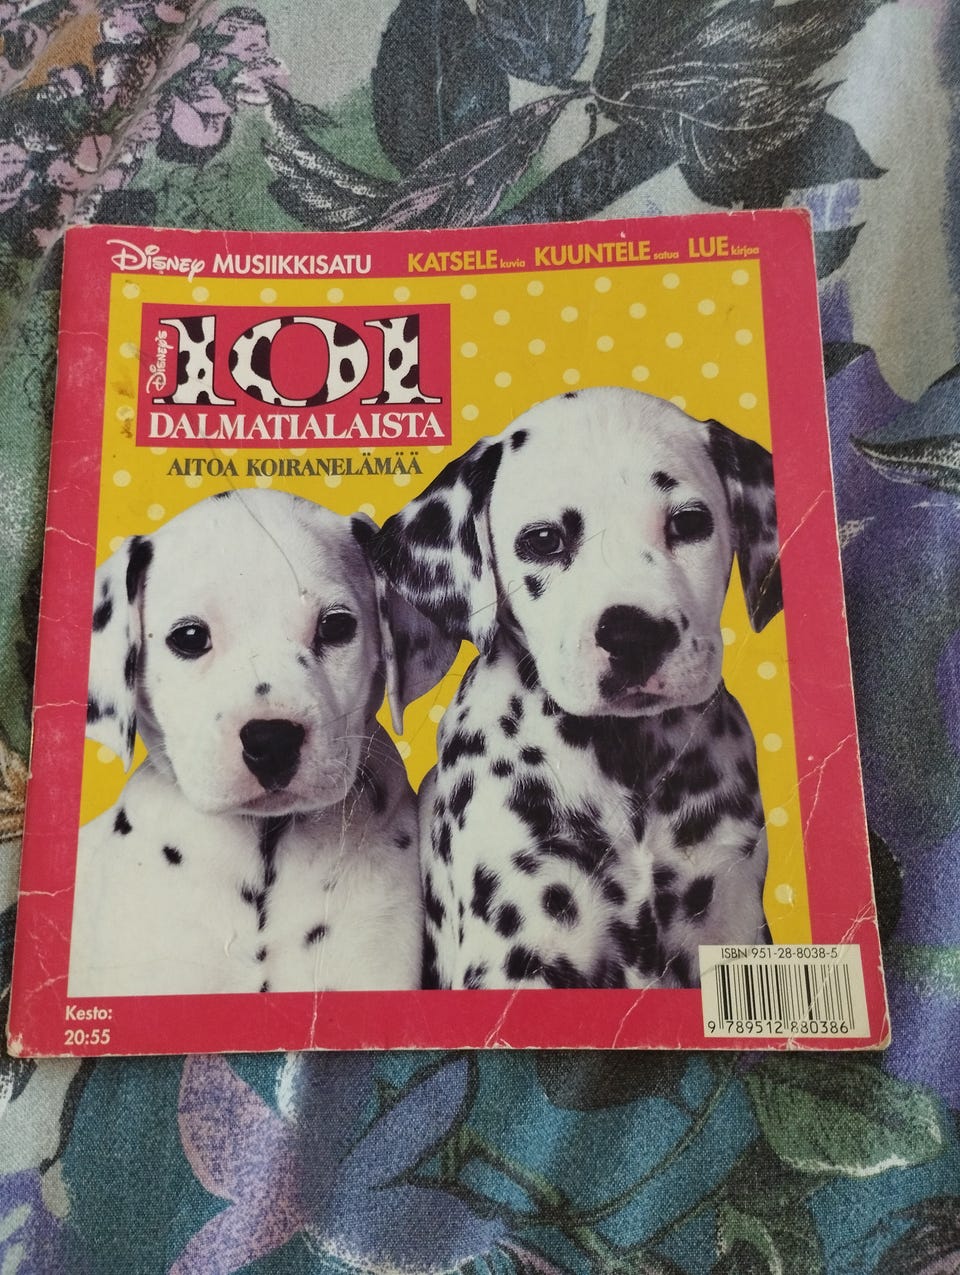 Disney MUSIIKKISATU KATSELE kuvia KUUNTELE satua LUE kirjaa
DISNEY'S
101
DALMATIALAISTA
AITOA KOIRANELÄMÄÄ
ISBN 951-28-8038-5
9 789512 880386
Kesto:
20:55